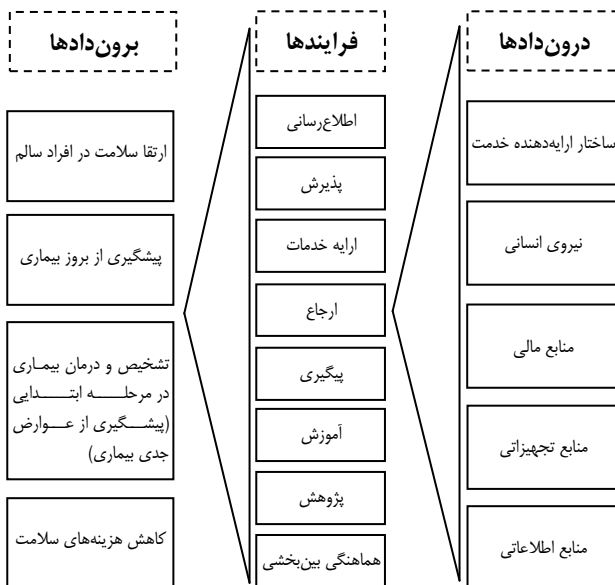 درون‌دادها
ساختار ارایه‌دهنده خدمت
نیروی انسانی
منابع مالی
منابع تجهیزاتی
منابع اطلاعاتی
فرایندها
اطلاع‌رسانی
پذیرش
ارایه خدمات
ارجاع
پیگیری
آموزش
پژوهش
هماهنگی بین‌بخشی
برون‌دادها
ارتقا سلامت در افراد سالم
پیشگیری از بروز بیماری
تشخیص و درمان بیماری
در مرحله ابتدایی
(پیشگیری از عوارض
جدی بیماری)
کاهش هزینه‌های سلامت